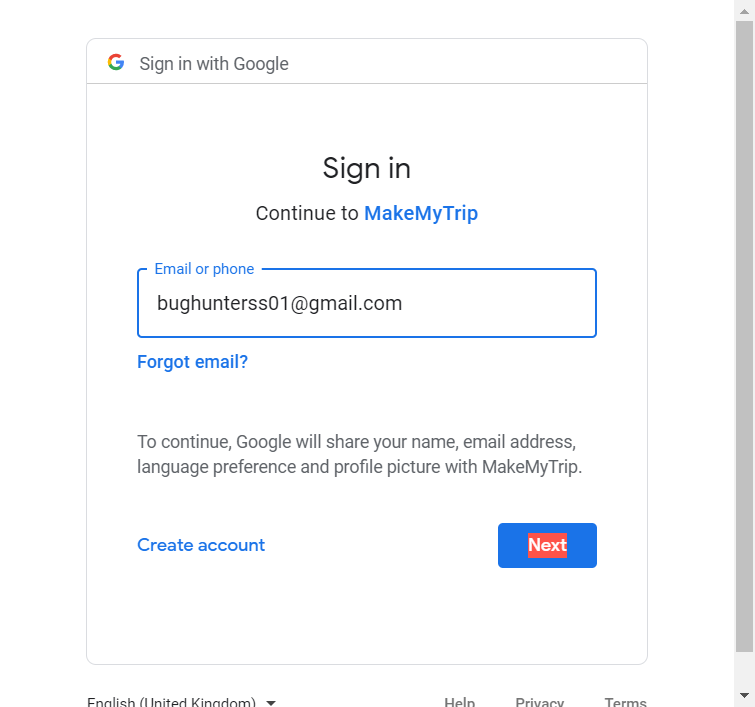 Sign in with Google
Sign in
Continue to MakeMyTrip
Email or phone
bughunterss01@gmail.com
Forgot email?
To continue, Google will share your name, email address,
language preference and profile picture with MakeMyTrip.
Create account
Next
English (United Kingdom)
Help
Privacy
Terms